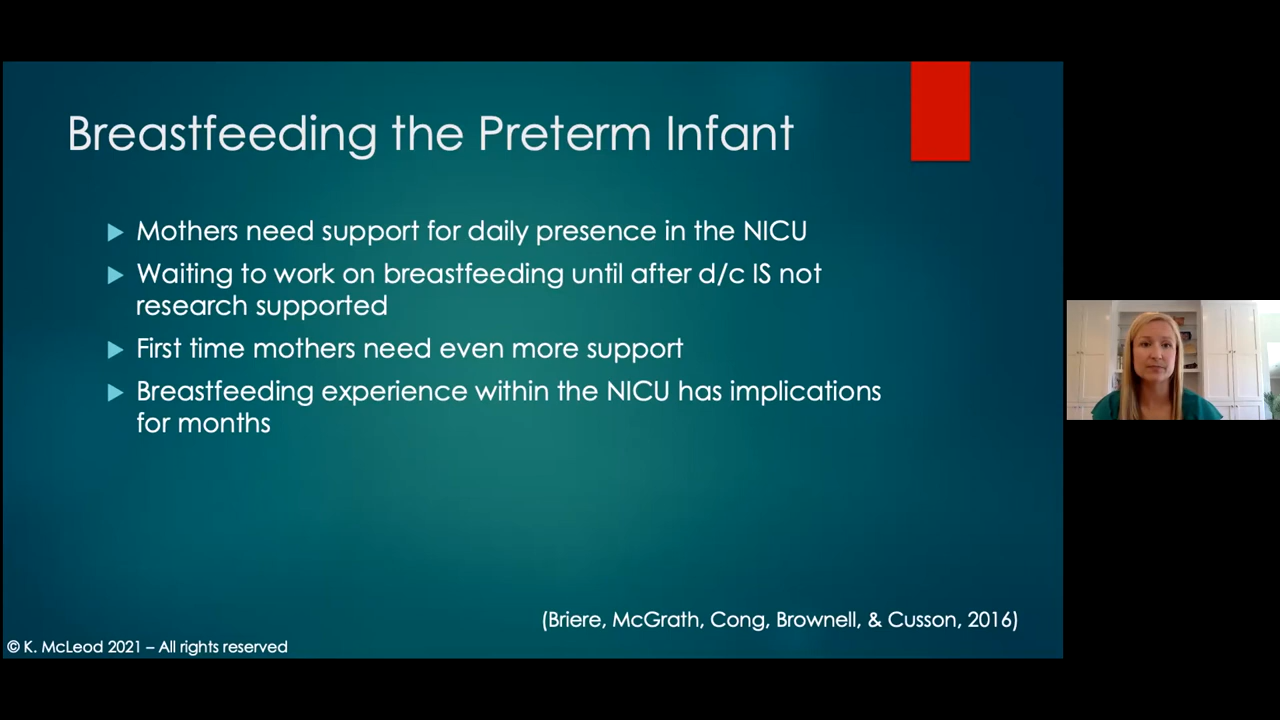 Breastfeeding the Preterm Infant
Mothers need support for daily presence in the NICU
Waiting to work on breastfeeding until after d/c IS not
research supported
First time mothers need even more support
Breastfeeding experience within the NICU has implications
for months
(Briere, McGrath, Cong, Brownell, & Cusson, 2016)
© K. McLeod 2021 – All rights reserved